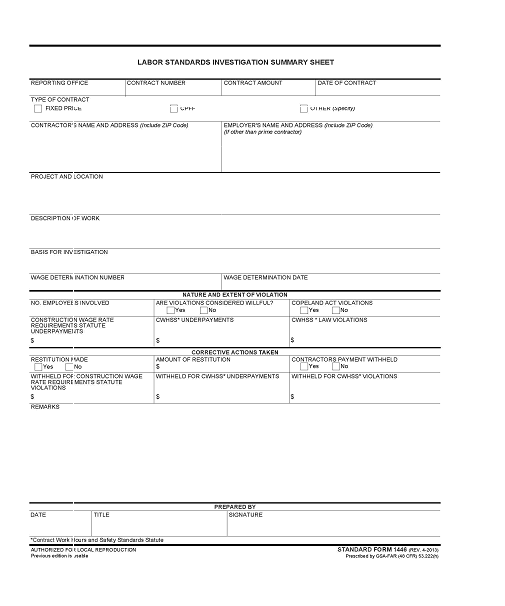 LABOR STANDARDS INVESTIGATION SUMMARY SHEET
REPORTING OFFICE CONTRACT NUMBER CONTRACT AMOUNT DATE OF CONTRACT
TYPE OF CONTRACT
FIXED PRICE CPFF OTHER (Specify)
CONTRACTOR'S NAME AND ADDRESS (Include ZIP Code) EMPLOYER'S NAME AND ADDRESS (Include ZIP Code)
(If other than prime contractor)
PROJECT AND LOCATION
DESCRIPTION OF WORK
BASIS FOR INVESTIGATION
WAGE DETERMINATION NUMBER WAGE DETERMINATION DATE
NATURE AND EXTENT OF VIOLATION
NO. EMPLOYEES INVOLVED ARE VIOLATIONS CONSIDERED WILLFUL? COPELAND ACT VIOLATIONS
Yes No Yes No
CONSTRUCTION WAGE RATE CWHSS* UNDERPAYMENTS CWHSS * LAW VIOLATIONS
REQUIREMENTS STATUTE
UNDERPAYMENTS
$ $ $
CORRECTIVE ACTIONS TAKEN
RESTITUTION MADE AMOUNT OF RESTITUTION CONTRACTORS PAYMENT WITHHELD
Yes No $ Yes No
WITHHELD FOR CONSTRUCTION WAGE WITHHELD FOR CWHSS* UNDERPAYMENTS WITHHELD FOR CWHSS* VIOLATIONS
RATE REQUIREMENTS STATUTE
VIOLATIONS
$ $ $
REMARKS
PREPARED BY
DATE TITLE SIGNATURE
*Contract Work Hours and Safety Standards Statute
AUTHORIZED FOR LOCAL REPRODUCTION STANDARD FORM 1446 (REV. 4-2013)
Previous edition is usable Prescribed by GSA-FAR (48 CFR) 53.222(h)